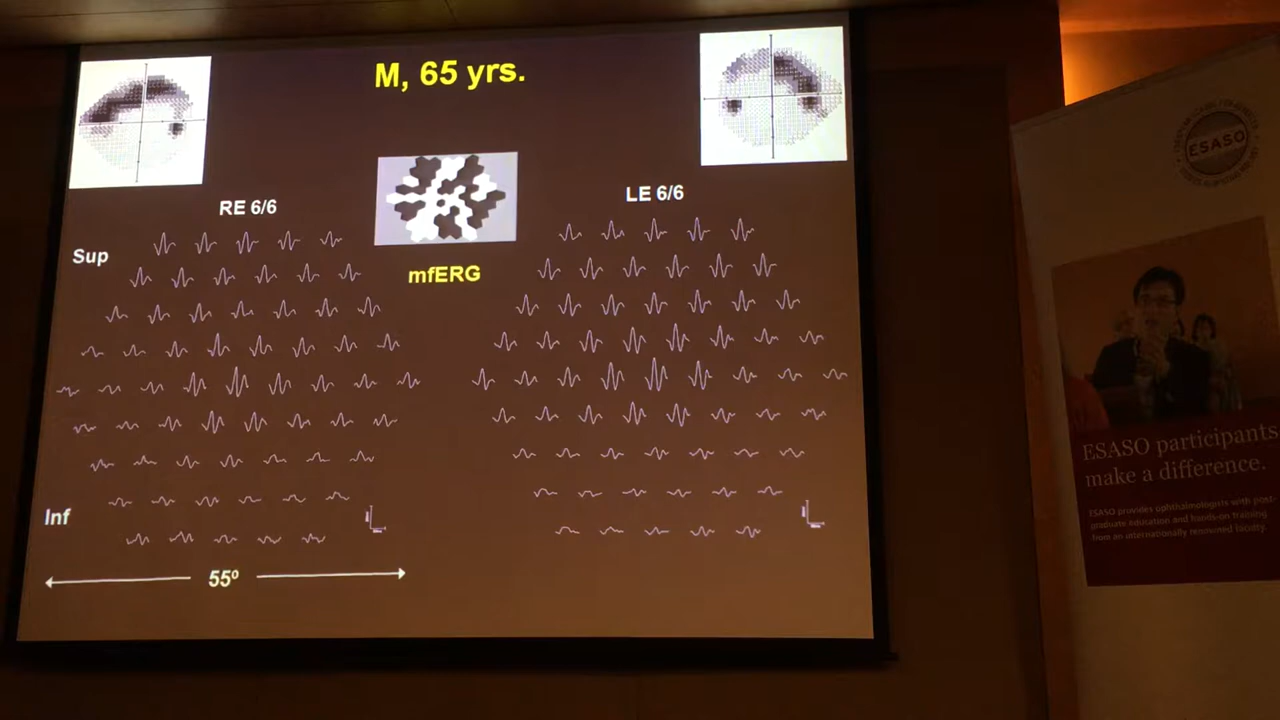 M, 65 yrs.
RE 6/6
LE 6/6
Sup
mfERG
Inf
55º
ESASO
ESASO participants
make a difference.
ESASO provides ophthalmologists with post-
graduate education and hands-on training
from an internationally renowned faculty.